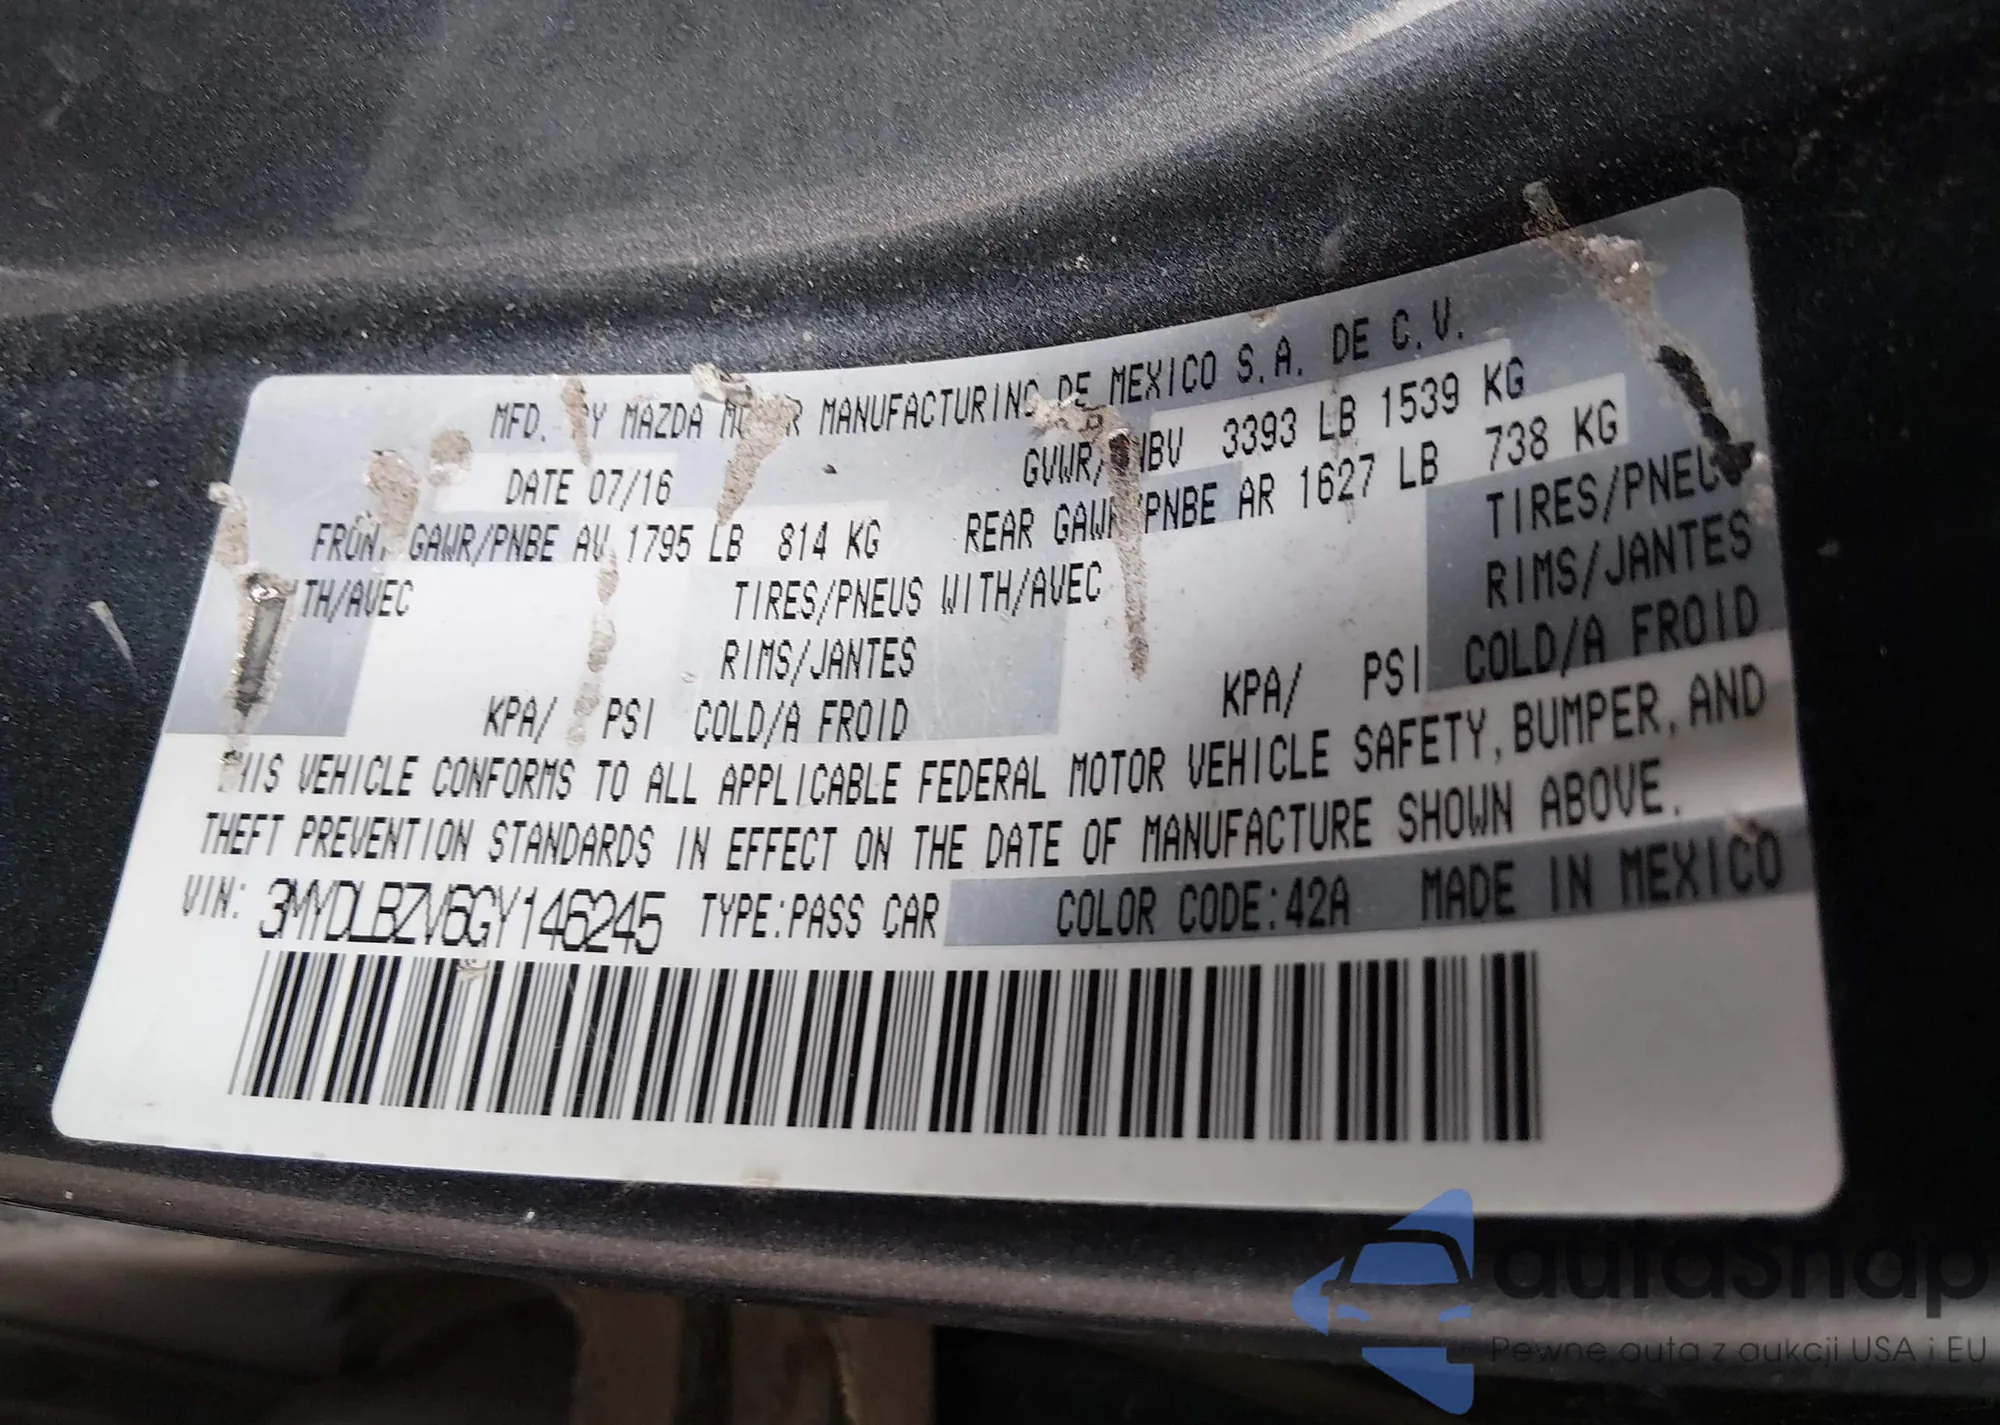 MFD. BY MAZDA MOTOR MANUFACTURING DE MEXICO S.A. DE C.V.
DATE 07/16 GVWR/PNBV 3393 LB 1539 KG
FRONT GAWR/PNBE AV 1795 LB 814 KG REAR GAWR/PNBE AR 1627 LB 738 KG
WITH/AVEC TIRES/PNEUS WITH/AVEC TIRES/PNEUS
RIMS/JANTES RIMS/JANTES
KPA/ PSI COLD/A FROID KPA/ PSI COLD/A FROID
THIS VEHICLE CONFORMS TO ALL APPLICABLE FEDERAL MOTOR VEHICLE SAFETY, BUMPER, AND
THEFT PREVENTION STANDARDS IN EFFECT ON THE DATE OF MANUFACTURE SHOWN ABOVE.
VIN: 3MYDLBZV6GY146245 TYPE:PASS CAR COLOR CODE:42A MADE IN MEXICO
autaSnap
Pewne auta z aukcji USA i EU